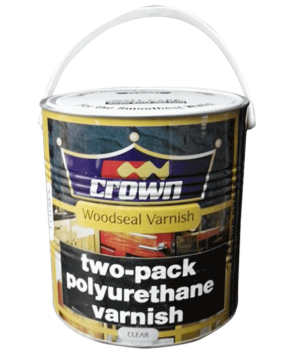 crown
Woodseal Varnish
two-pack
polyurethane
varnish
CLEAR